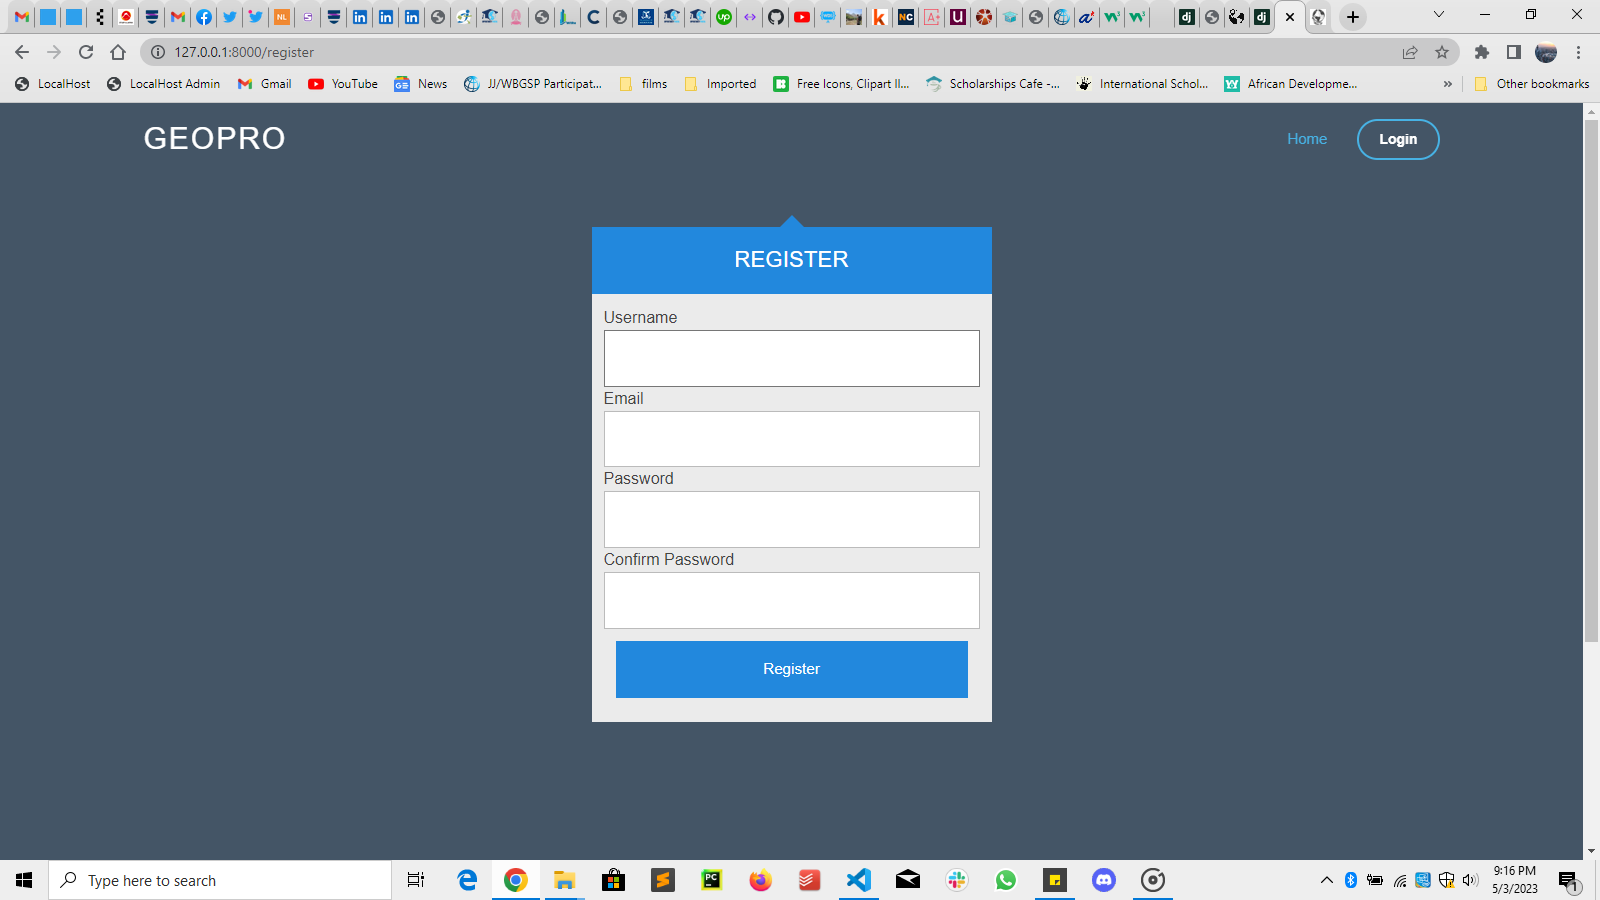 127.0.0.1:8000/register
LocalHost
LocalHost Admin
Gmail
YouTube
News
JJ/WBGSP Participat...
films
Imported
Free Icons, Clipart Il...
Scholarships Cafe -...
International Schol...
African Developme...
»
Other bookmarks
GEOPRO
Home
Login
REGISTER
Username
Email
Password
Confirm Password
Register
Type here to search
9:16 PM
5/3/2023
1